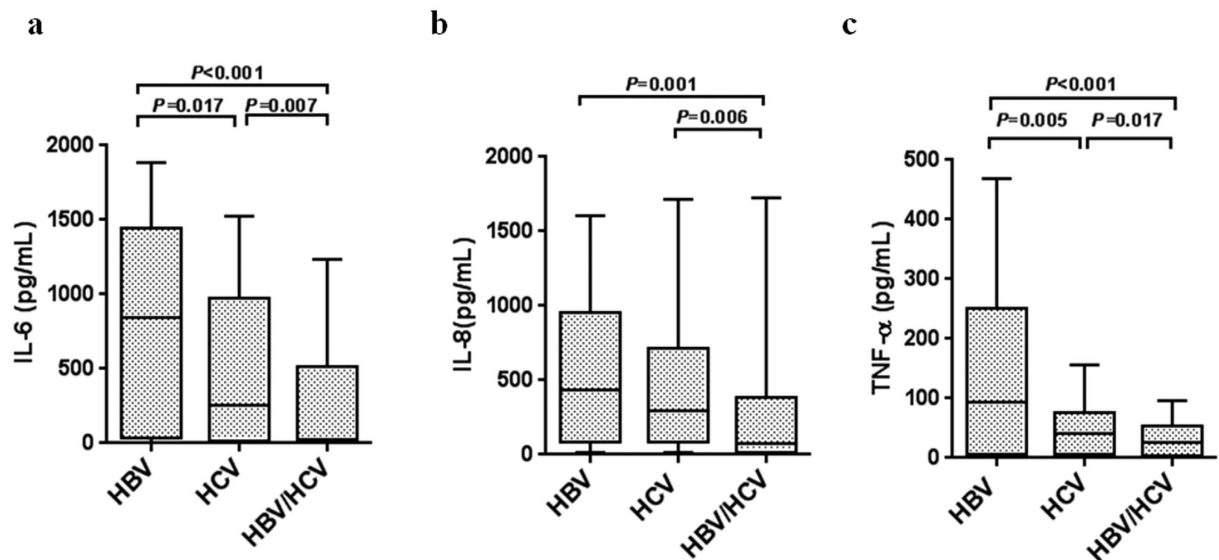 a
b
c
P<0.001
P=0.017
P=0.007
IL-6 (pg/mL)
2000
1500
1000
500
0
HBV
HCV
HBV/HCV
P=0.001
P=0.006
IL-8(pg/mL)
2000
1500
1000
500
0
HBV
HCV
HBV/HCV
P<0.001
P=0.005
P=0.017
TNF-α (pg/mL)
500
400
300
200
100
0
HBV
HCV
HBV/HCV